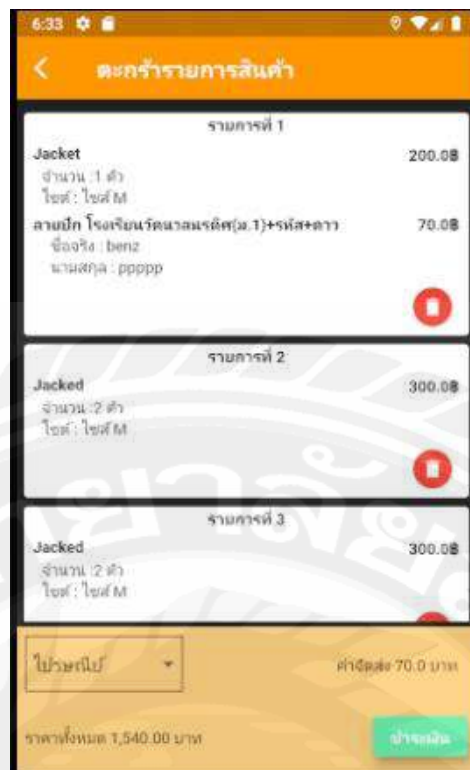 6:33
ตะกร้ารายการสินค้า
รายการที่ 1
Jacket 200.0฿
จำนวน :1 ตัว
ไซต์ : ไซส์ M
ลายปัก โรงเรียนวัดนวลนรดิศ(ม.1)+รหัส+ดาว 70.0฿
ชื่อจริง : benz
นามสกุล : ppppp
รายการที่ 2
Jacked 300.0฿
จำนวน :2 ตัว
ไซต์ : ไซส์ M
รายการที่ 3
Jacked 300.0฿
จำนวน :2 ตัว
ไซต์ : ไซส์ M
ไปรษณีย์ ค่าจัดส่ง 70.0 บาท
ราคาทั้งหมด 1,540.00 บาท ชำระเงิน